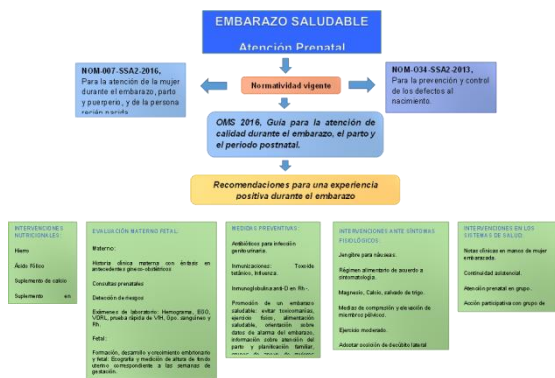 EMBARAZO SALUDABLE
Atención Prenatal
NOM-007-SSA2-2016,
Para la atención de la mujer
durante el embarazo, parto
y puerperio, y de la persona
recién nacida
Normatividad vigente
NOM-034-SSA2-2013,
Para la prevención y control
de los defectos al
nacimiento.
OMS 2016, Guía para la atención de
calidad durante el embarazo, el parto y
el periodo postnatal.
Recomendaciones para una experiencia
positiva durante el embarazo
INTERVENCIONES
NUTRICIONALES:
Hierro
Ácido fólico
Suplemento de calcio
Suplemento en
EVALUACIÓN MATERNO FETAL:
Materno:
Historia clínica materna con énfasis en
antecedentes gineco-obstétricos
Consultas prenatales
Detección de riesgos
Exámenes de laboratorio: Hemograma, EGO,
VDRL, prueba rápida de VIH, Gpo. sanguíneo y
Rh.
Fetal:
Formación, desarrollo y crecimiento embrionario
y fetal: Ecografía y medición de altura de fondo
uterino correspondiente a las semanas de
gestación.
MEDIDAS PREVENTIVAS:
Antibióticos para infección
genitourinaria.
Inmunizaciones: Toxoide
tetánico, Influenza.
Inmunoglobulina anti-D en Rh-.
Promoción de un embarazo
saludable: evitar toxicomanías,
ejercicio físico, alimentación
saludable, orientación sobre
datos de alarma del embarazo,
información sobre atención del
parto y planificación familiar,
INTERVENCIONES ANTE SÍNTOMAS
FISIOLÓGICOS:
Jengibre para náuseas.
Régimen alimentario de acuerdo a
sintomatología.
Magnesio, Calcio, salvado de trigo.
Medias de compresión y elevación de
miembros pélvicos.
Ejercicio moderado.
Adoptar posición de decúbito lateral
INTERVENCIONES EN LOS
SISTEMAS DE SALUD.
Notas clínicas en manos de mujer
embarazada.
Continuidad asistencial.
Atención prenatal en grupo.
Acción participativa con grupo de